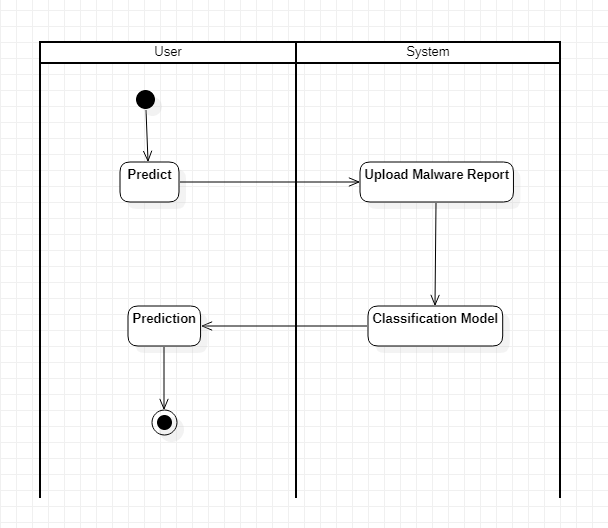 User
System
Predict
Upload Malware Report
Prediction
Classification Model